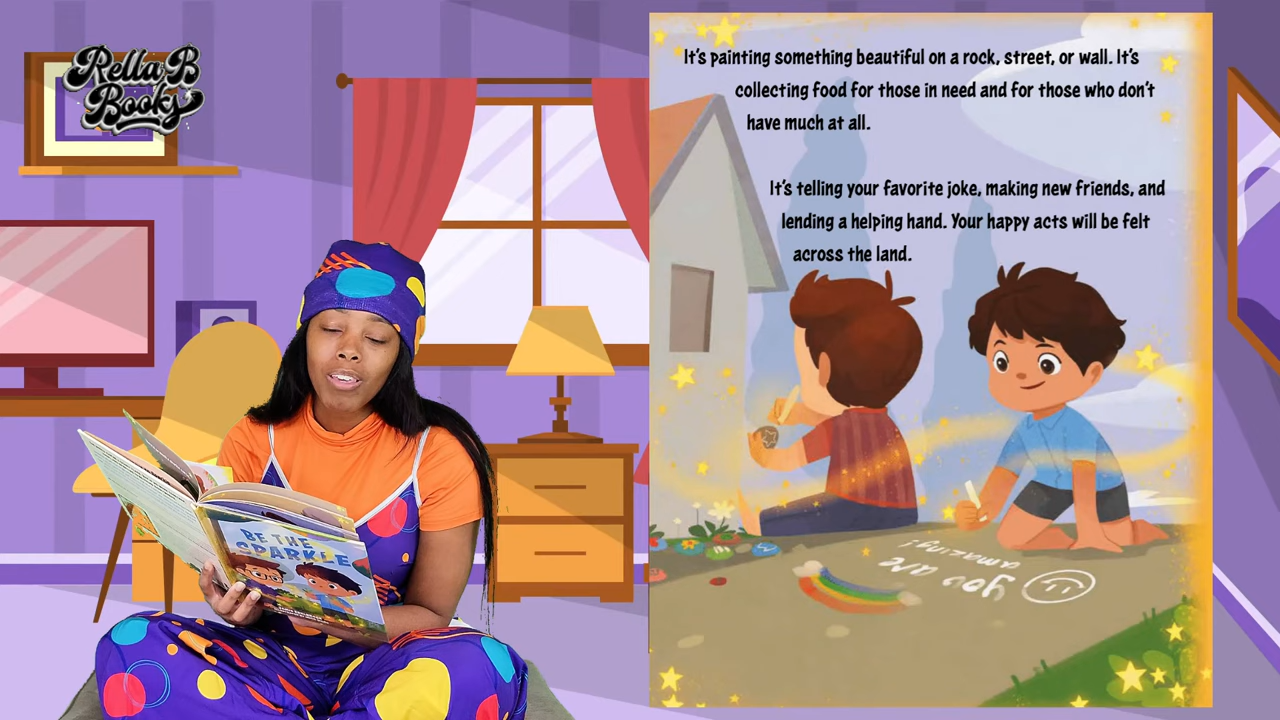 Rella B
Books
It's painting something beautiful on a rock, street, or wall. It's
collecting food for those in need and for those who don't
have much at all.
It's telling your favorite joke, making new friends, and
lending a helping hand. Your happy acts will be felt
across the land.
BE THE
SPARKLE
you are
amazing!